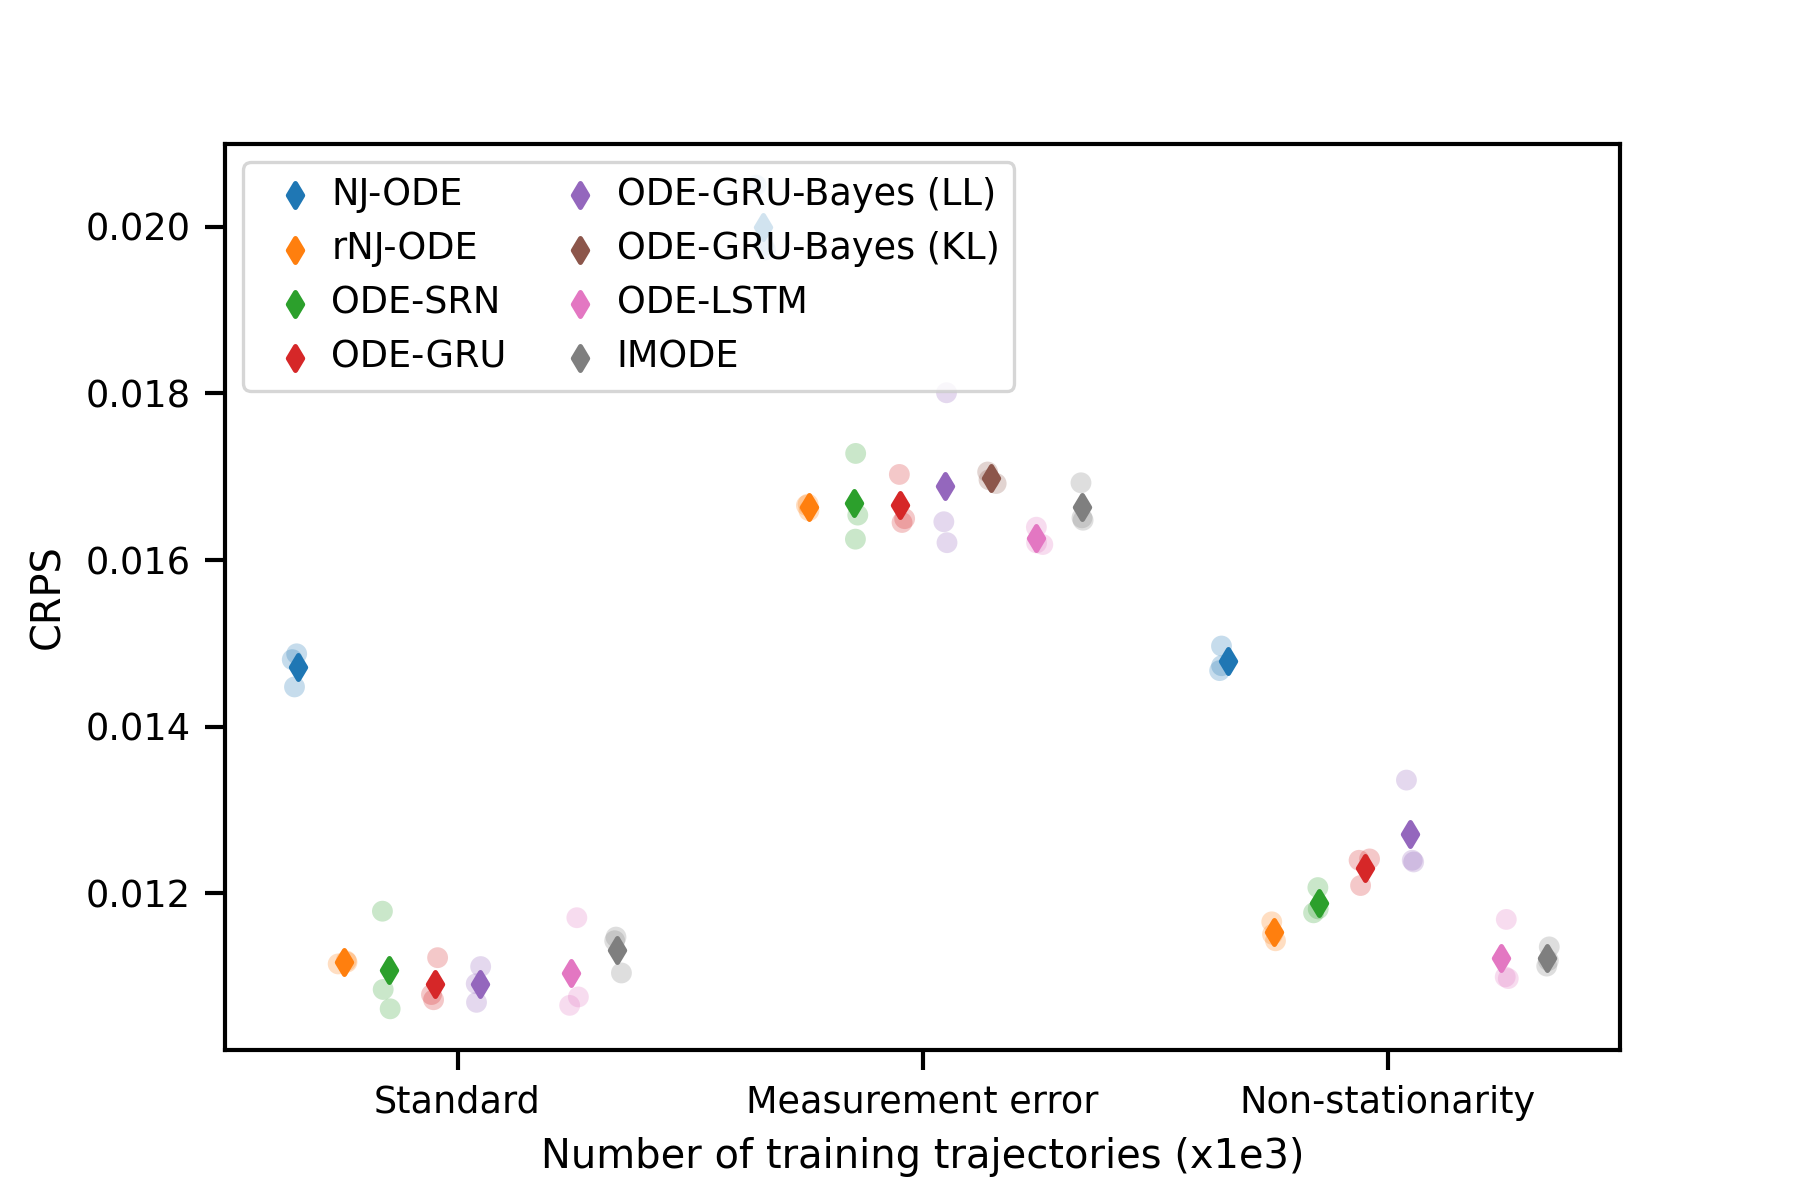 NJ-ODE
rNJ-ODE
ODE-SRN
ODE-GRU
ODE-GRU-Bayes (LL)
ODE-GRU-Bayes (KL)
ODE-LSTM
IMODE
0.020
0.018
0.016
0.014
0.012
CRPS
Standard
Measurement error
Non-stationarity
Number of training trajectories (x1e3)